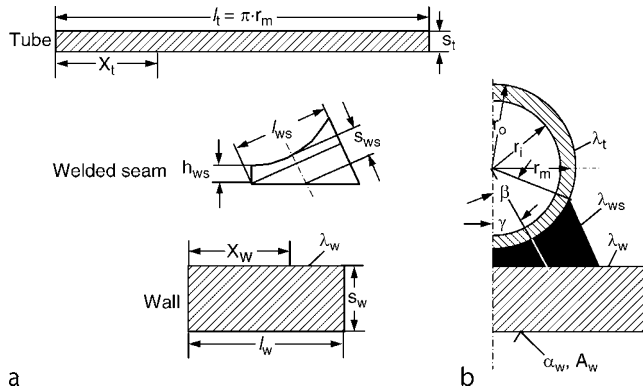 l_t = π·r_m
Tube
s_t
X_t
l_ws
s_ws
Welded seam
h_ws
X_w
λ_w
Wall
s_w
l_w
a
r_o
r_i
r_m
λ_t
β
γ
λ_ws
λ_w
α_w, A_w
b